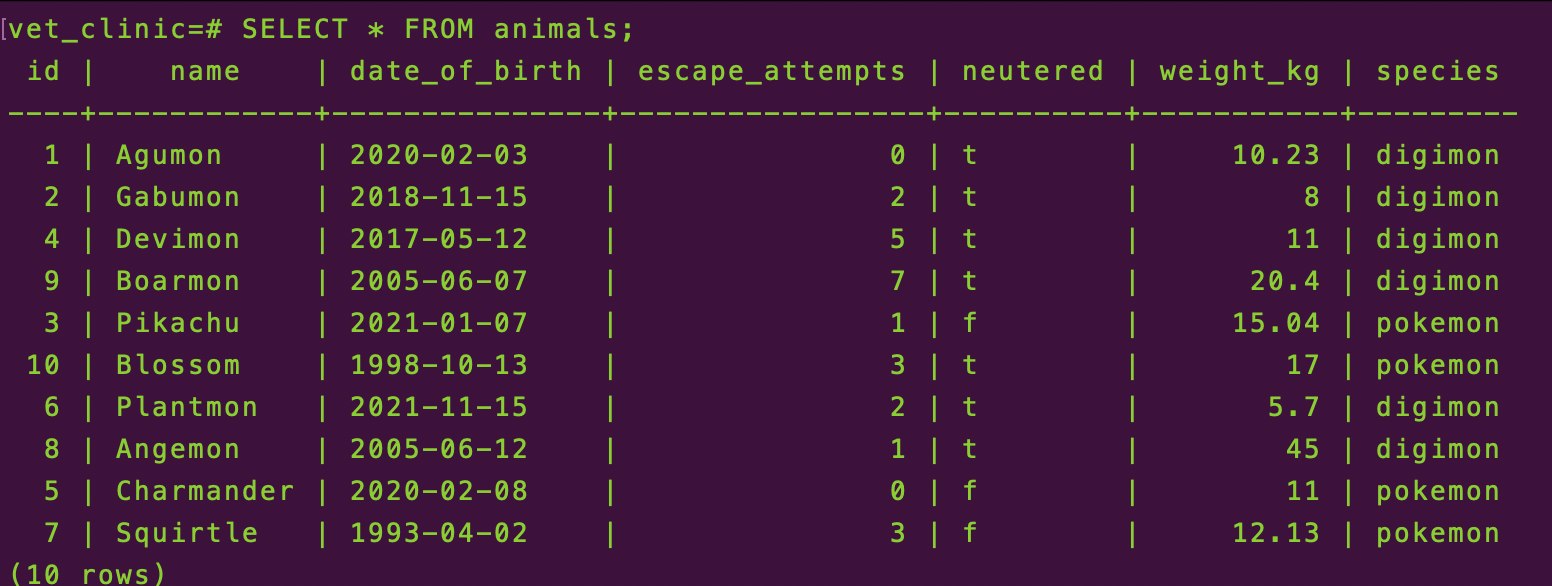 [vet_clinic=# SELECT * FROM animals;
 id |    name    | date_of_birth | escape_attempts | neutered | weight_kg | species
----+------------+---------------+-----------------+----------+-----------+---------
  1 | Agumon     | 2020-02-03    |               0 | t        |     10.23 | digimon
  2 | Gabumon    | 2018-11-15    |               2 | t        |         8 | digimon
  4 | Devimon    | 2017-05-12    |               5 | t        |        11 | digimon
  9 | Boarmon    | 2005-06-07    |               7 | t        |      20.4 | digimon
  3 | Pikachu    | 2021-01-07    |               1 | f        |     15.04 | pokemon
 10 | Blossom    | 1998-10-13    |               3 | t        |        17 | pokemon
  6 | Plantmon   | 2021-11-15    |               2 | t        |       5.7 | digimon
  8 | Angemon    | 2005-06-12    |               1 | t        |        45 | digimon
  5 | Charmander | 2020-02-08    |               0 | f        |        11 | pokemon
  7 | Squirtle   | 1993-04-02    |               3 | f        |     12.13 | pokemon
(10 rows)